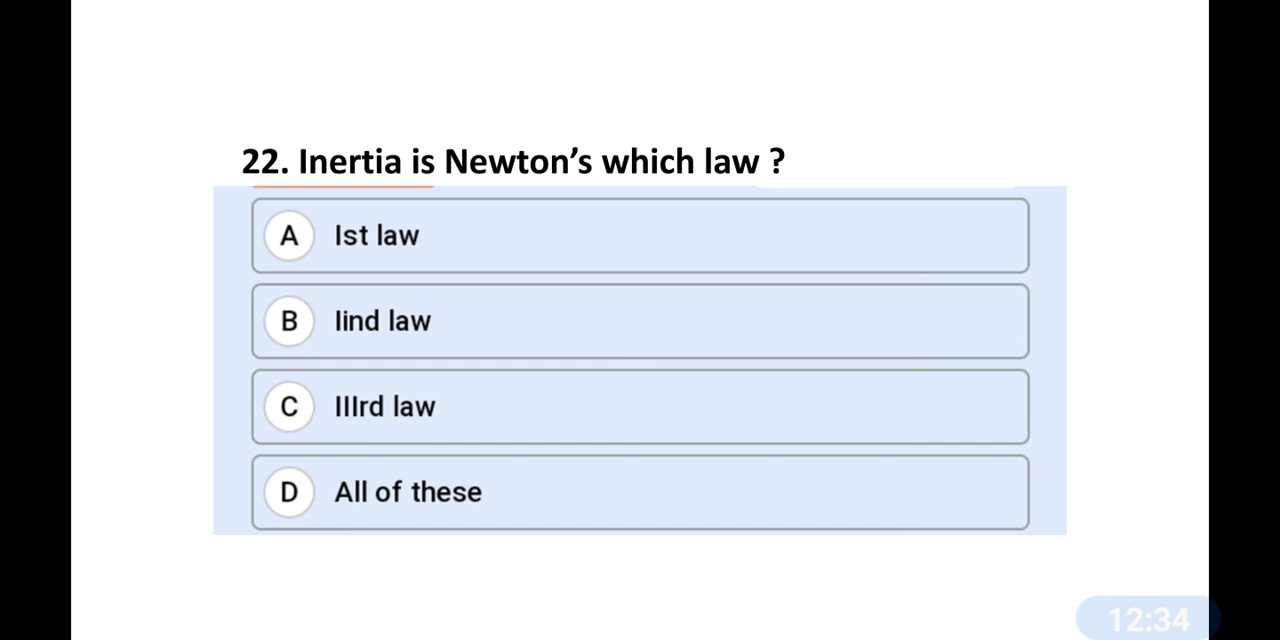 22. Inertia is Newton’s which law ?
A Ist law
B Iind law
C IIIrd law
D All of these
12:34